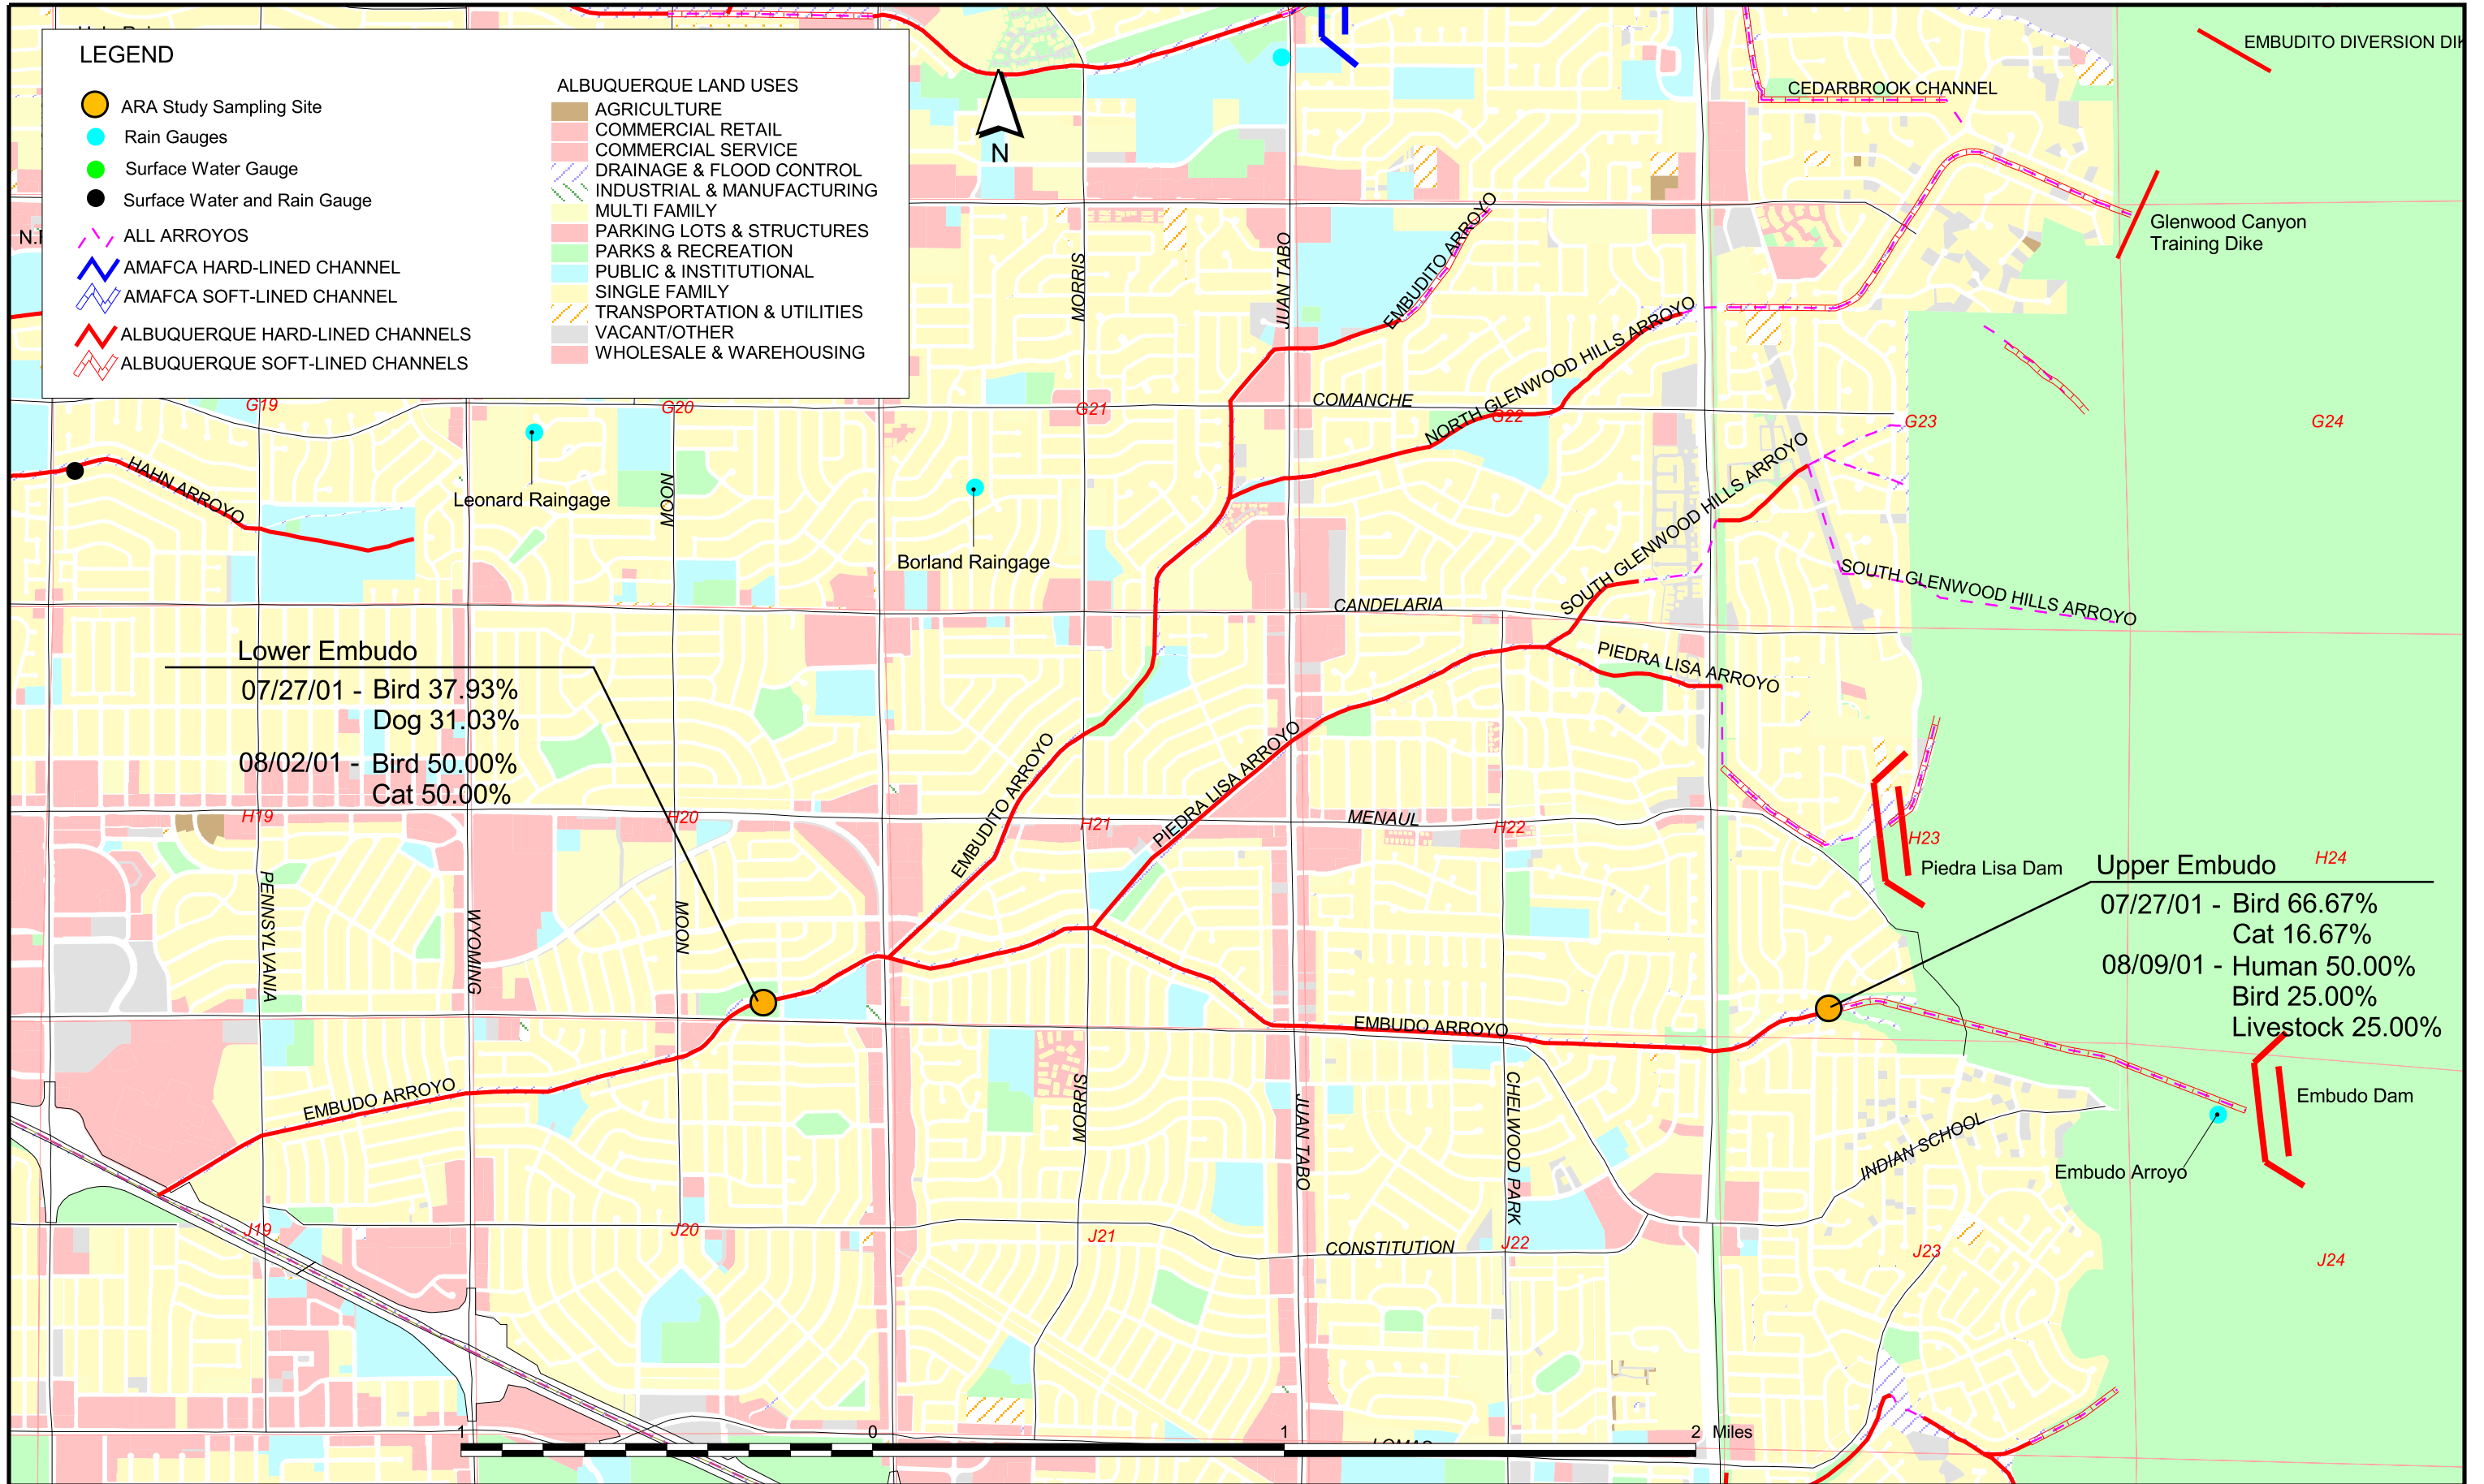 LEGEND
ARA Study Sampling Site
Rain Gauges
Surface Water Gauge
Surface Water and Rain Gauge
ALL ARROYOS
AMAFCA HARD-LINED CHANNEL
AMAFCA SOFT-LINED CHANNEL
ALBUQUERQUE HARD-LINED CHANNELS
ALBUQUERQUE SOFT-LINED CHANNELS
ALBUQUERQUE LAND USES
AGRICULTURE
COMMERCIAL RETAIL
COMMERCIAL SERVICE
DRAINAGE & FLOOD CONTROL
INDUSTRIAL & MANUFACTURING
MULTI FAMILY
PARKING LOTS & STRUCTURES
PARKS & RECREATION
PUBLIC & INSTITUTIONAL
SINGLE FAMILY
TRANSPORTATION & UTILITIES
VACANT/OTHER
WHOLESALE & WAREHOUSING
N
EMBUDITO DIVERSION DIK
CEDARBROOK CHANNEL
Glenwood Canyon
Training Dike
MORRIS
JUAN TABO
EMBUDITO ARROYO
NORTH GLENWOOD HILLS ARROYO
COMANCHE
G19
G20
G21
G22
G23
G24
HAHN ARROYO
Leonard Raingage
MOON
Borland Raingage
SOUTH GLENWOOD HILLS ARROYO
SOUTH GLENWOOD HILLS ARROYO
CANDELARIA
PIEDRA LISA ARROYO
Lower Embudo
07/27/01 - Bird 37.93%
Dog 31.03%
08/02/01 - Bird 50.00%
Cat 50.00%
EMBUDITO ARROYO
PIEDRA LISA ARROYO
MENAUL
H19
H20
H21
H22
H23
H24
Piedra Lisa Dam
Upper Embudo
07/27/01 - Bird 66.67%
Cat 16.67%
08/09/01 - Human 50.00%
Bird 25.00%
Livestock 25.00%
PENNSYLVANIA
WYOMING
MOON
EMBUDO ARROYO
EMBUDO ARROYO
MORRIS
JUAN TABO
CHELWOOD PARK
INDIAN SCHOOL
Embudo Dam
Embudo Arroyo
J19
J20
J21
J22
J23
J24
CONSTITUTION
1 0 1 2 Miles